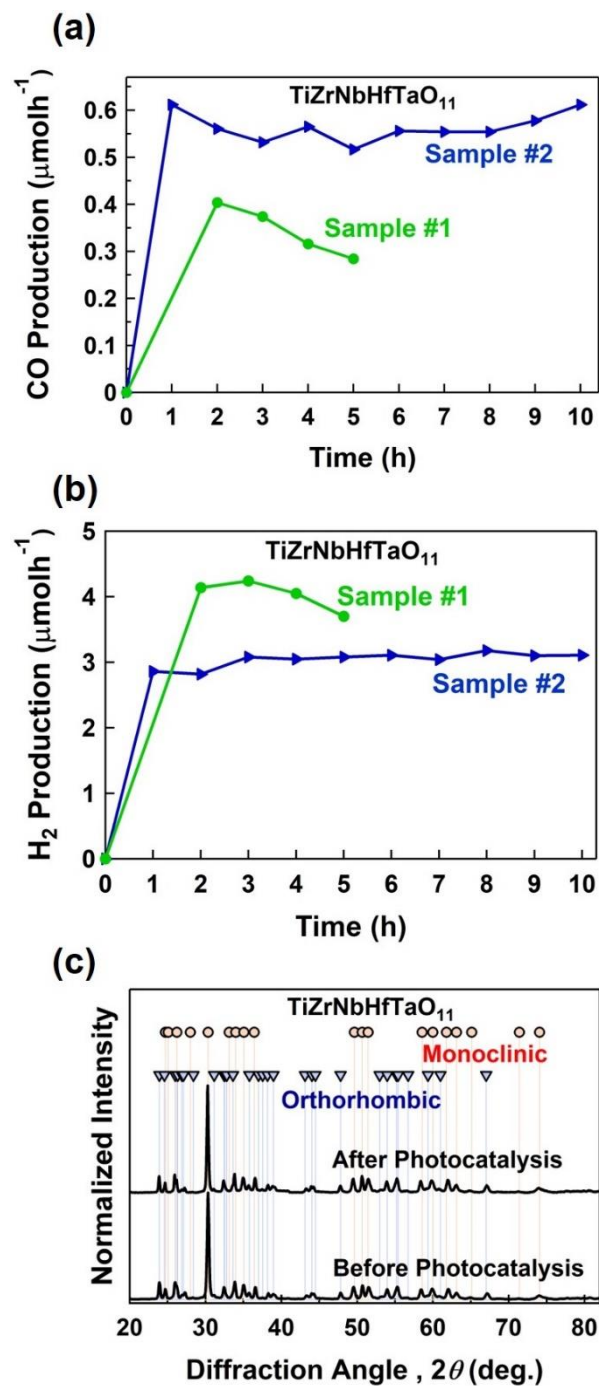 (a)
TiZrNbHfTaO₁₁
Sample #2
Sample #1
CO Production (μmolh⁻¹)
0.6
0.5
0.4
0.3
0.2
0.1
0
0 1 2 3 4 5 6 7 8 9 10
Time (h)
(b)
TiZrNbHfTaO₁₁
Sample #1
Sample #2
H₂ Production (μmolh⁻¹)
5
4
3
2
1
0
0 1 2 3 4 5 6 7 8 9 10
Time (h)
(c)
TiZrNbHfTaO₁₁
Monoclinic
Orthorhombic
After Photocatalysis
Before Photocatalysis
Normalized Intensity
20 30 40 50 60 70 80
Diffraction Angle , 2θ (deg.)